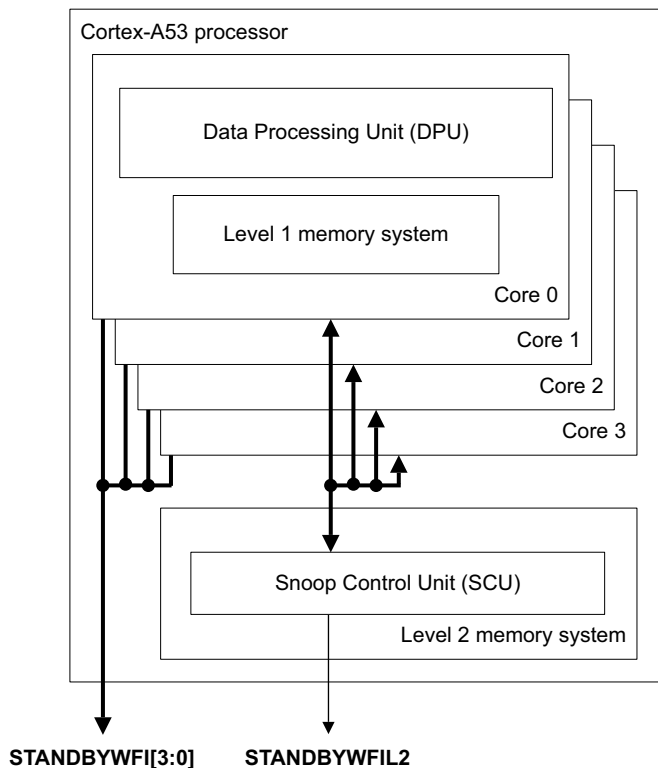 Cortex-A53 processor
Data Processing Unit (DPU)
Level 1 memory system
Core 0
Core 1
Core 2
Core 3
Snoop Control Unit (SCU)
Level 2 memory system
STANDBYWFI[3:0]
STANDBYWFIL2